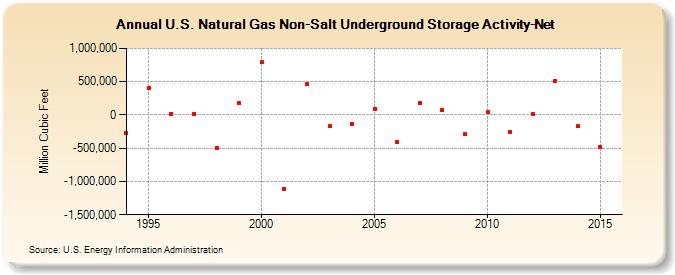 Annual U.S. Natural Gas Non-Salt Underground Storage Activity-Net
Million Cubic Feet
1,000,000
500,000
0
-500,000
-1,000,000
-1,500,000
1995 2000 2005 2010 2015
Source: U.S. Energy Information Administration